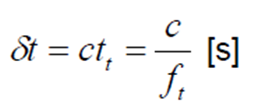 δt = ct_t = c/f_t [s]